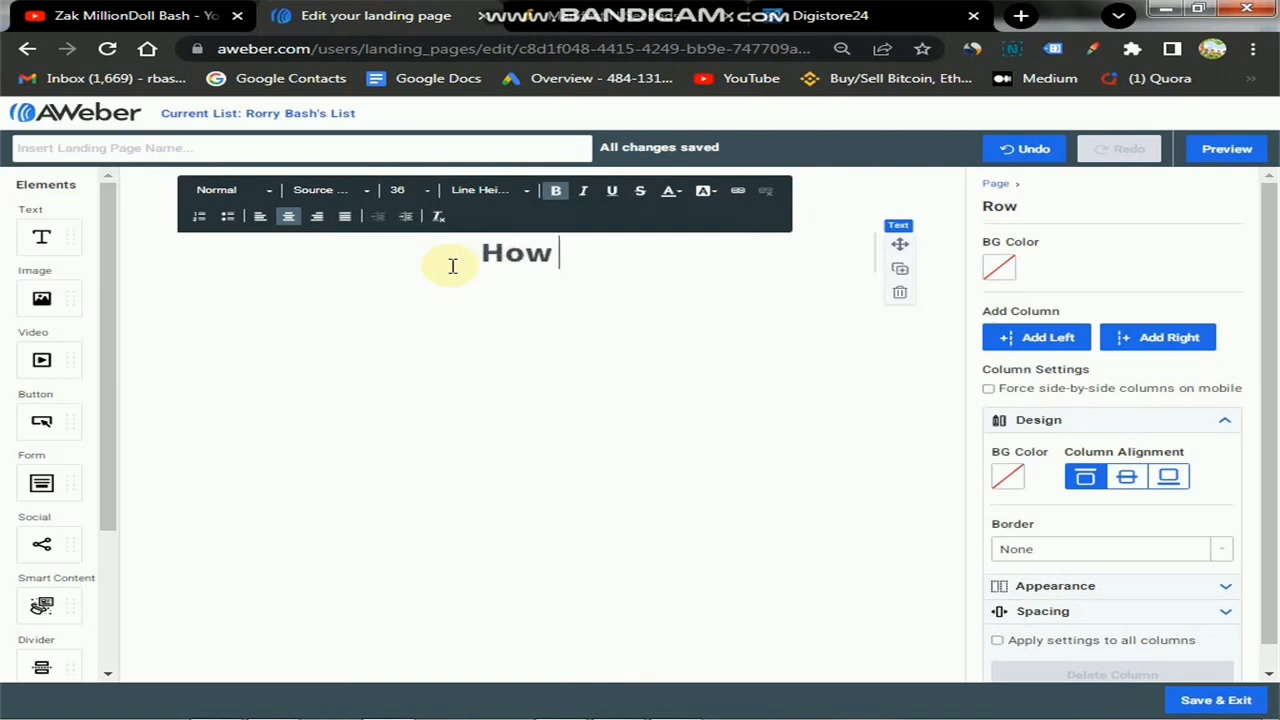 Zak MillionDoll Bash - Yo
Edit your landing page
www.BANDICAM.com
Digistore24
aweber.com/users/landing_pages/edit/c8d1f048-4415-4249-bb9e-747709a...
Inbox (1,669) - rbas...
Google Contacts
Google Docs
Overview - 484-131...
YouTube
Buy/Sell Bitcoin, Eth...
Medium
(1) Quora
AWeber
Current List: Rorry Bash's List
Insert Landing Page Name...
All changes saved
Undo
Redo
Preview
Elements
Text
T
Image
Video
Button
Form
Social
Smart Content
Divider
Normal
Source ...
36
Line Hei...
B
I
U
S
A
A
Tx
Text
How
Page
Row
BG Color
Add Column
Add Left
Add Right
Column Settings
Force side-by-side columns on mobile
Design
BG Color
Column Alignment
Border
None
Appearance
Spacing
Apply settings to all columns
Delete Column
Save & Exit